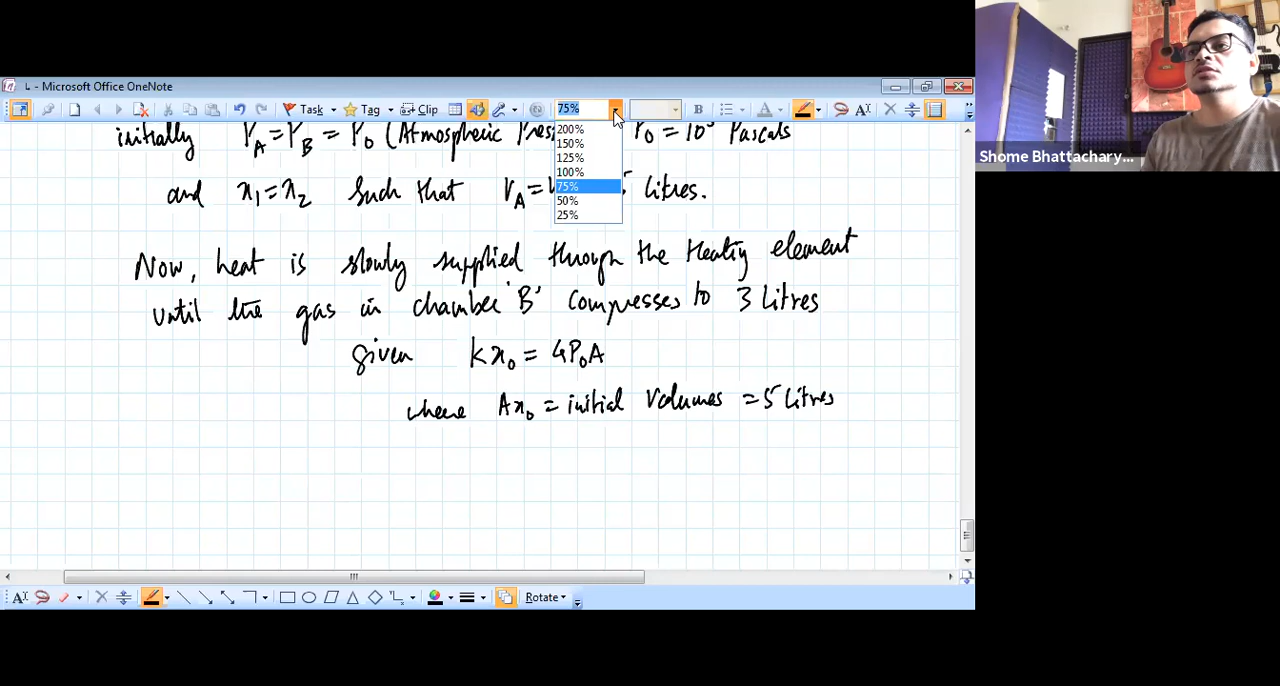 ↳ - Microsoft Office OneNote
Task Tag Clip 75% B A A
200%
150%
125%
100%
75%
50%
25%
initially P_A = P_B = P_0 (Atmospheric Pres P_0 = 10⁵ Pascals
and x_1 = x_2 Such that V_A = 5 litres.
Now, heat is slowly supplied through the Heating element
until the gas in chamber 'B' compresses to 3 Litres
given Kx_0 = 4P_0A
where Ax_0 = initial Volumes = 5 Litres
Rotate
Shome Bhattachary...